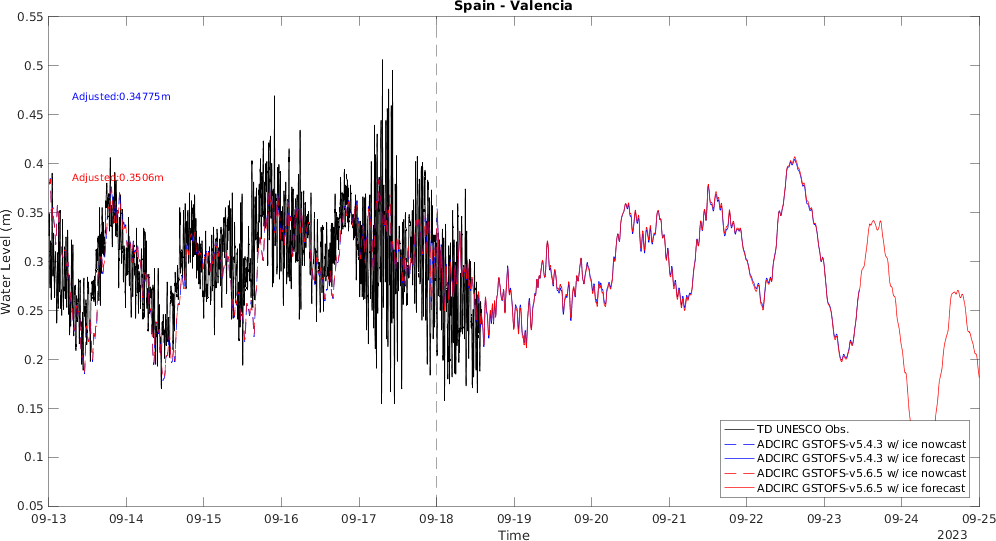 Spain - Valencia
0.55
0.5
0.45
0.4
0.35
0.3
0.25
0.2
0.15
0.1
0.05
Water Level (m)
Adjusted:0.34775m
Adjusted:0.3506m
TD UNESCO Obs.
ADCIRC GSTOFS-v5.4.3 w/ ice nowcast
ADCIRC GSTOFS-v5.4.3 w/ ice forecast
ADCIRC GSTOFS-v5.6.5 w/ ice nowcast
ADCIRC GSTOFS-v5.6.5 w/ ice forecast
09-13 09-14 09-15 09-16 09-17 09-18 09-19 09-20 09-21 09-22 09-23 09-24 09-25
Time
2023